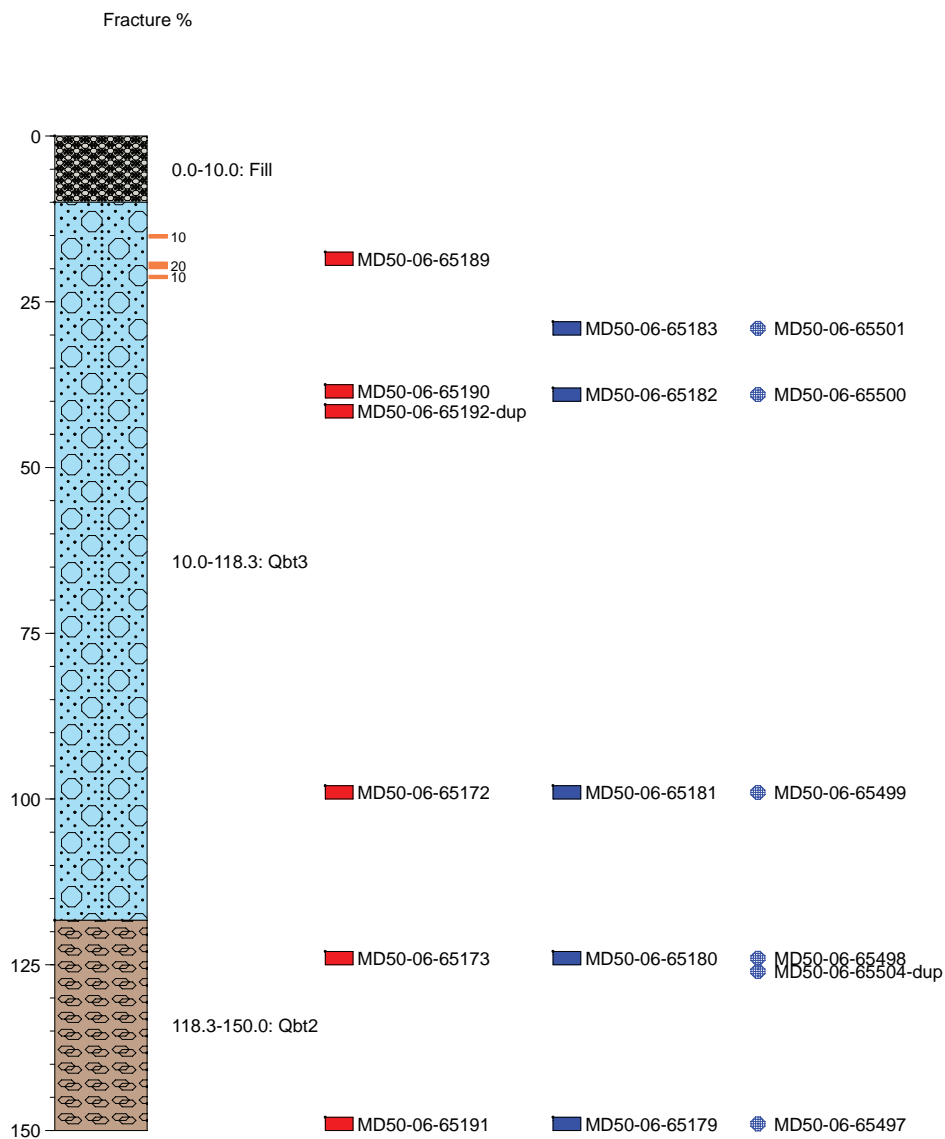 Fracture %
0
0.0-10.0: Fill
10
MD50-06-65189
20
10
25
MD50-06-65183 MD50-06-65501
MD50-06-65190 MD50-06-65182 MD50-06-65500
MD50-06-65192-dup
50
10.0-118.3: Qbt3
75
100 MD50-06-65172 MD50-06-65181 MD50-06-65499
125 MD50-06-65173 MD50-06-65180 MD50-06-65498
MD50-06-65504-dup
118.3-150.0: Qbt2
150 MD50-06-65191 MD50-06-65179 MD50-06-65497